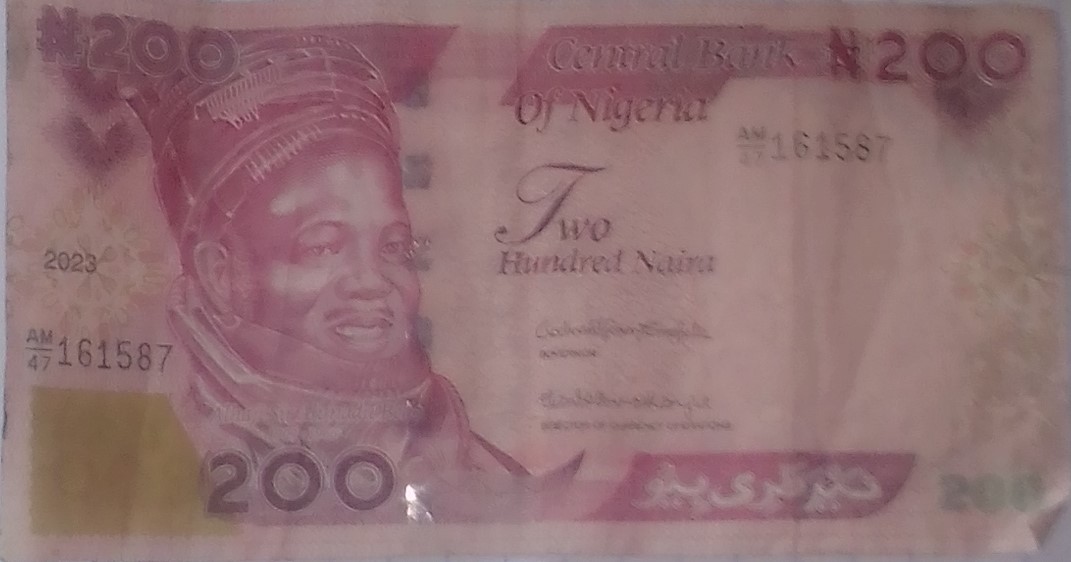 ₦200
Central Bank
₦200
Of Nigeria
AM/47 161587
Two
Hundred Naira
2023
AM/47 161587
GOVERNOR
DIRECTOR OF CURRENCY OPERATIONS
200
200